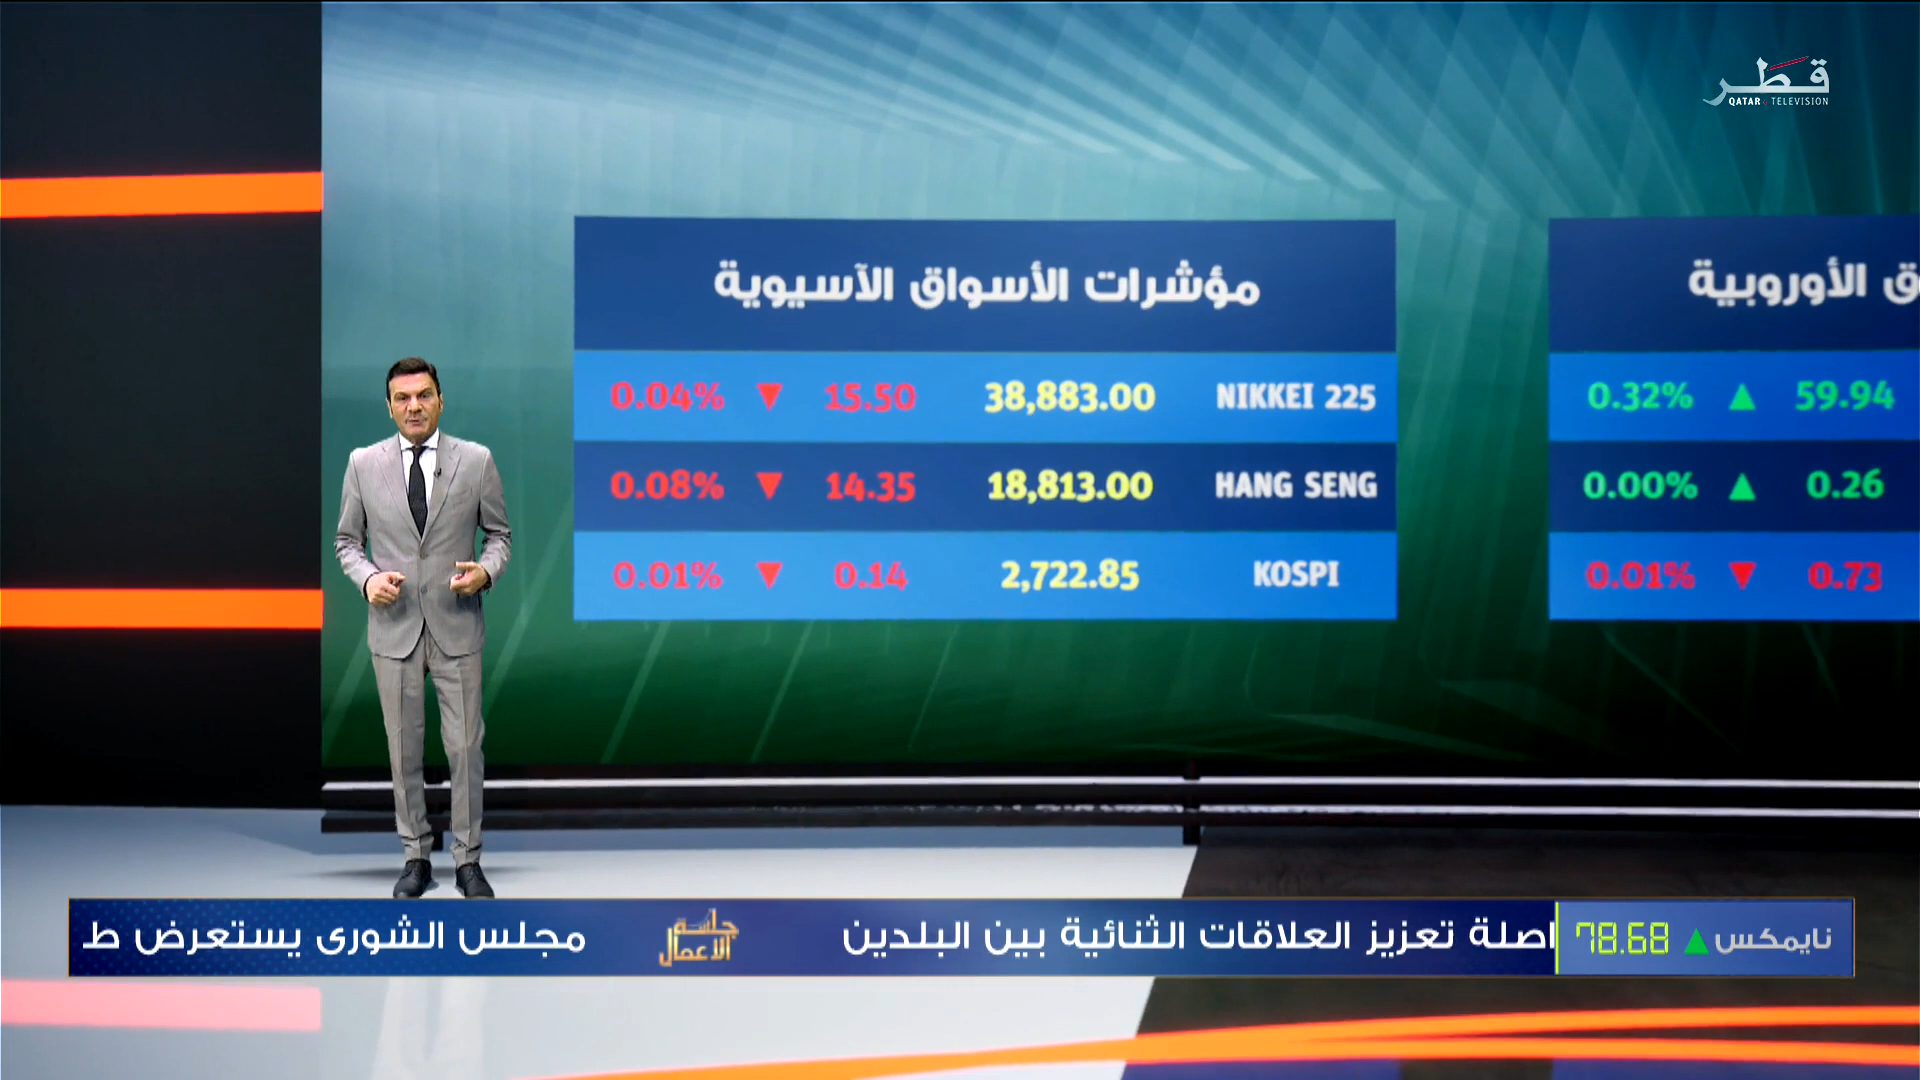 قطر
QATAR TELEVISION
مؤشرات الأسواق الآسيوية
NIKKEI 225 38,883.00 15.50 ▼ 0.04%
HANG SENG 18,813.00 14.35 ▼ 0.08%
KOSPI 2,722.85 0.14 ▼ 0.01%
الأوروبية
59.94 ▲ 0.32%
0.26 ▲ 0.00%
0.73 ▼ 0.01%
نايمكس ▲ 78.68
تعزيز العلاقات الثنائية بين البلدين جلسة الأعمال مجلس الشورى يستعرض